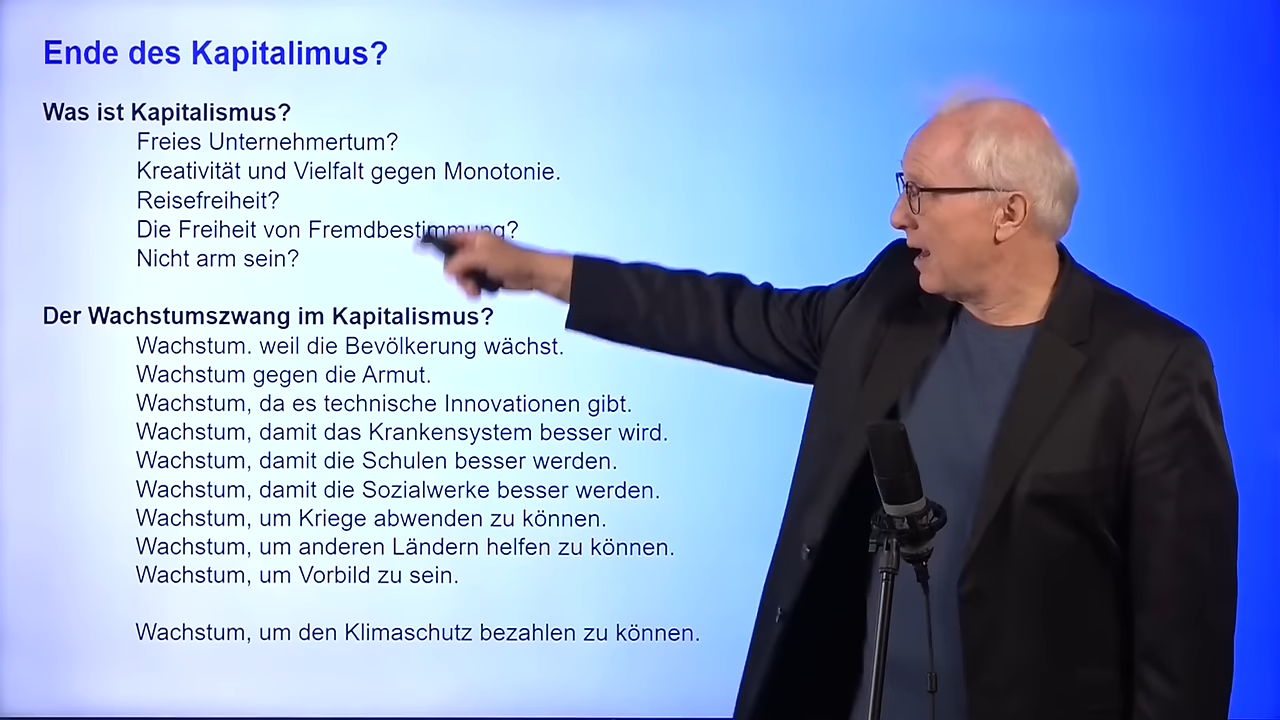 Ende des Kapitalimus?
Was ist Kapitalismus?
Freies Unternehmertum?
Kreativität und Vielfalt gegen Monotonie.
Reisefreiheit?
Die Freiheit von Fremdbestimmung?
Nicht arm sein?
Der Wachstumszwang im Kapitalismus?
Wachstum. weil die Bevölkerung wächst.
Wachstum gegen die Armut.
Wachstum, da es technische Innovationen gibt.
Wachstum, damit das Krankensystem besser wird.
Wachstum, damit die Schulen besser werden.
Wachstum, damit die Sozialwerke besser werden.
Wachstum, um Kriege abwenden zu können.
Wachstum, um anderen Ländern helfen zu können.
Wachstum, um Vorbild zu sein.
Wachstum, um den Klimaschutz bezahlen zu können.